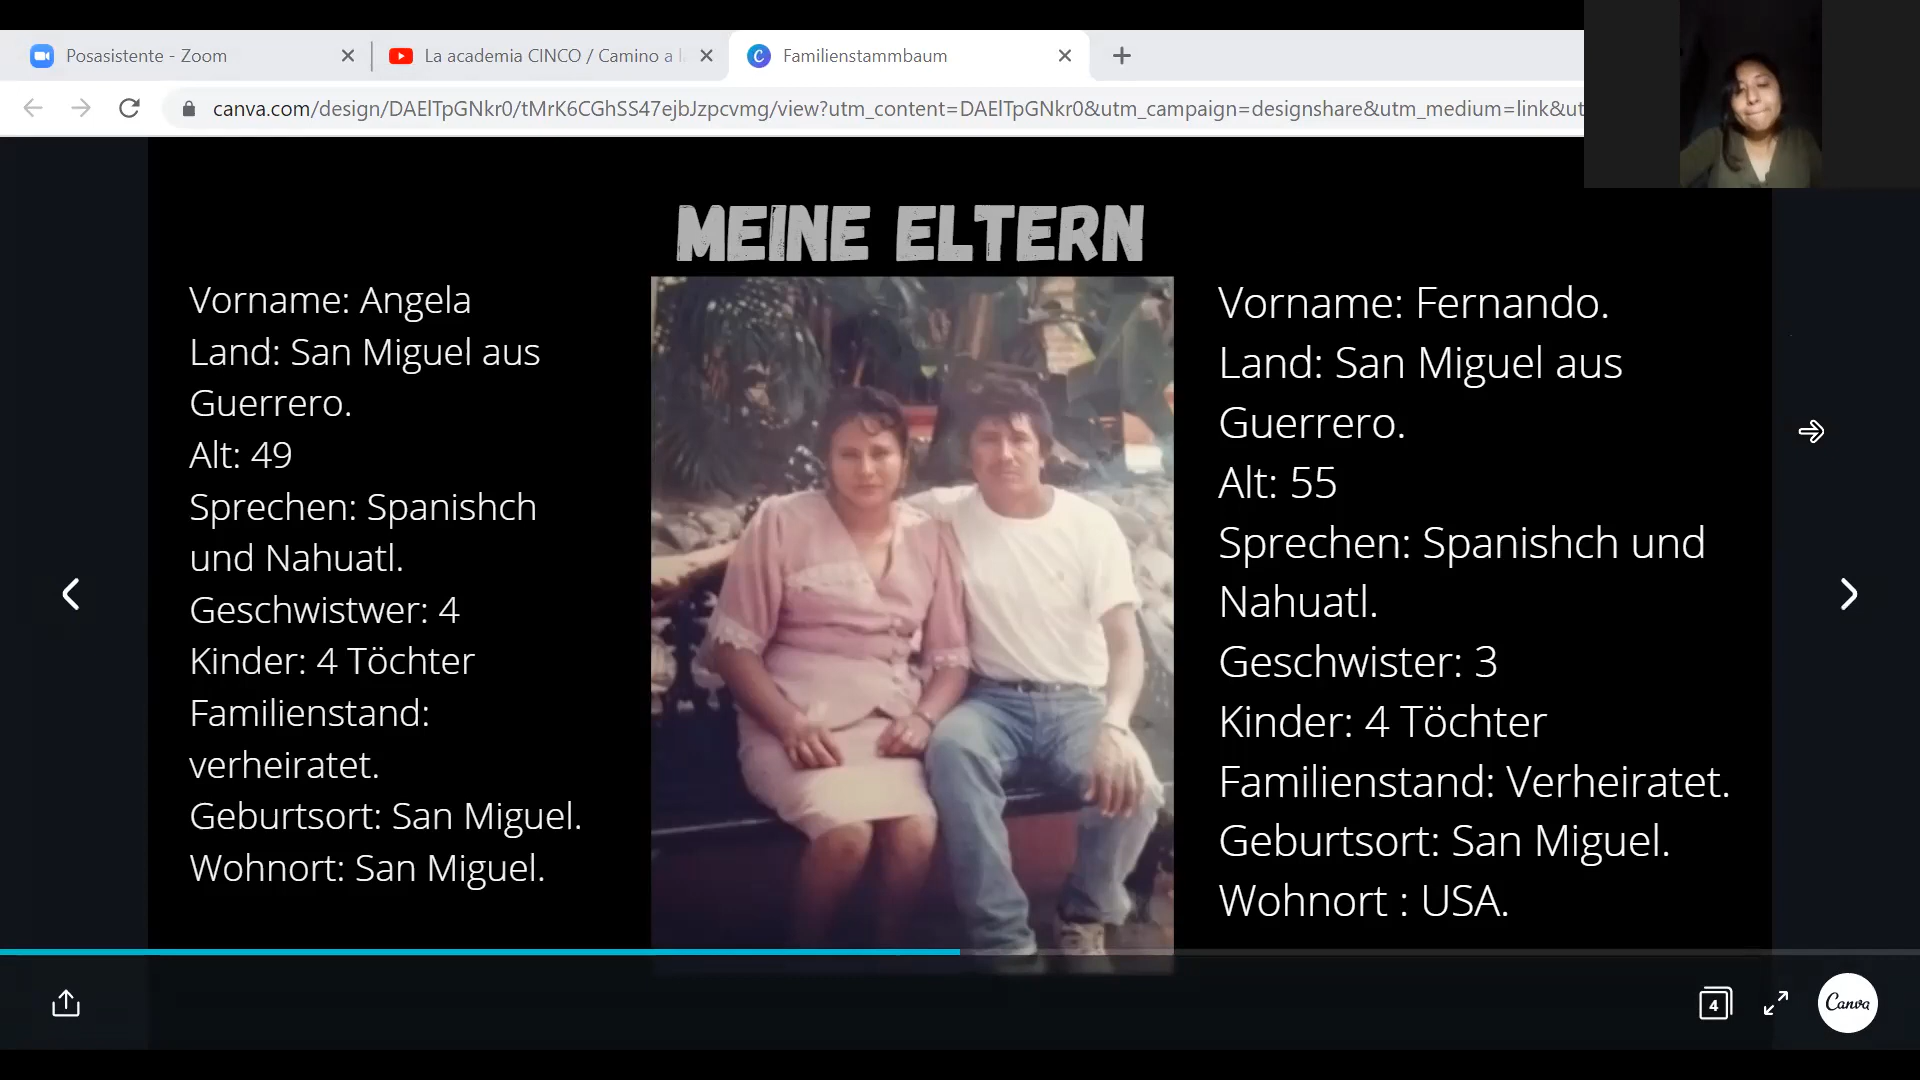 Posasistente - Zoom
La academia CINCO / Camino a l
Familienstammbaum
canva.com/design/DAElTpGNkr0/tMrK6CGhSS47ejbJzpcvmg/view?utm_content=DAElTpGNkr0&utm_campaign=designshare&utm_medium=link&ut
MEINE ELTERN
Vorname: Angela
Land: San Miguel aus
Guerrero.
Alt: 49
Sprechen: Spanishch
und Nahuatl.
Geschwistwer: 4
Kinder: 4 Töchter
Familienstand:
verheiratet.
Geburtsort: San Miguel.
Wohnort: San Miguel.
Vorname: Fernando.
Land: San Miguel aus
Guerrero.
Alt: 55
Sprechen: Spanishch und
Nahuatl.
Geschwister: 3
Kinder: 4 Töchter
Familienstand: Verheiratet.
Geburtsort: San Miguel.
Wohnort : USA.
4
Canva